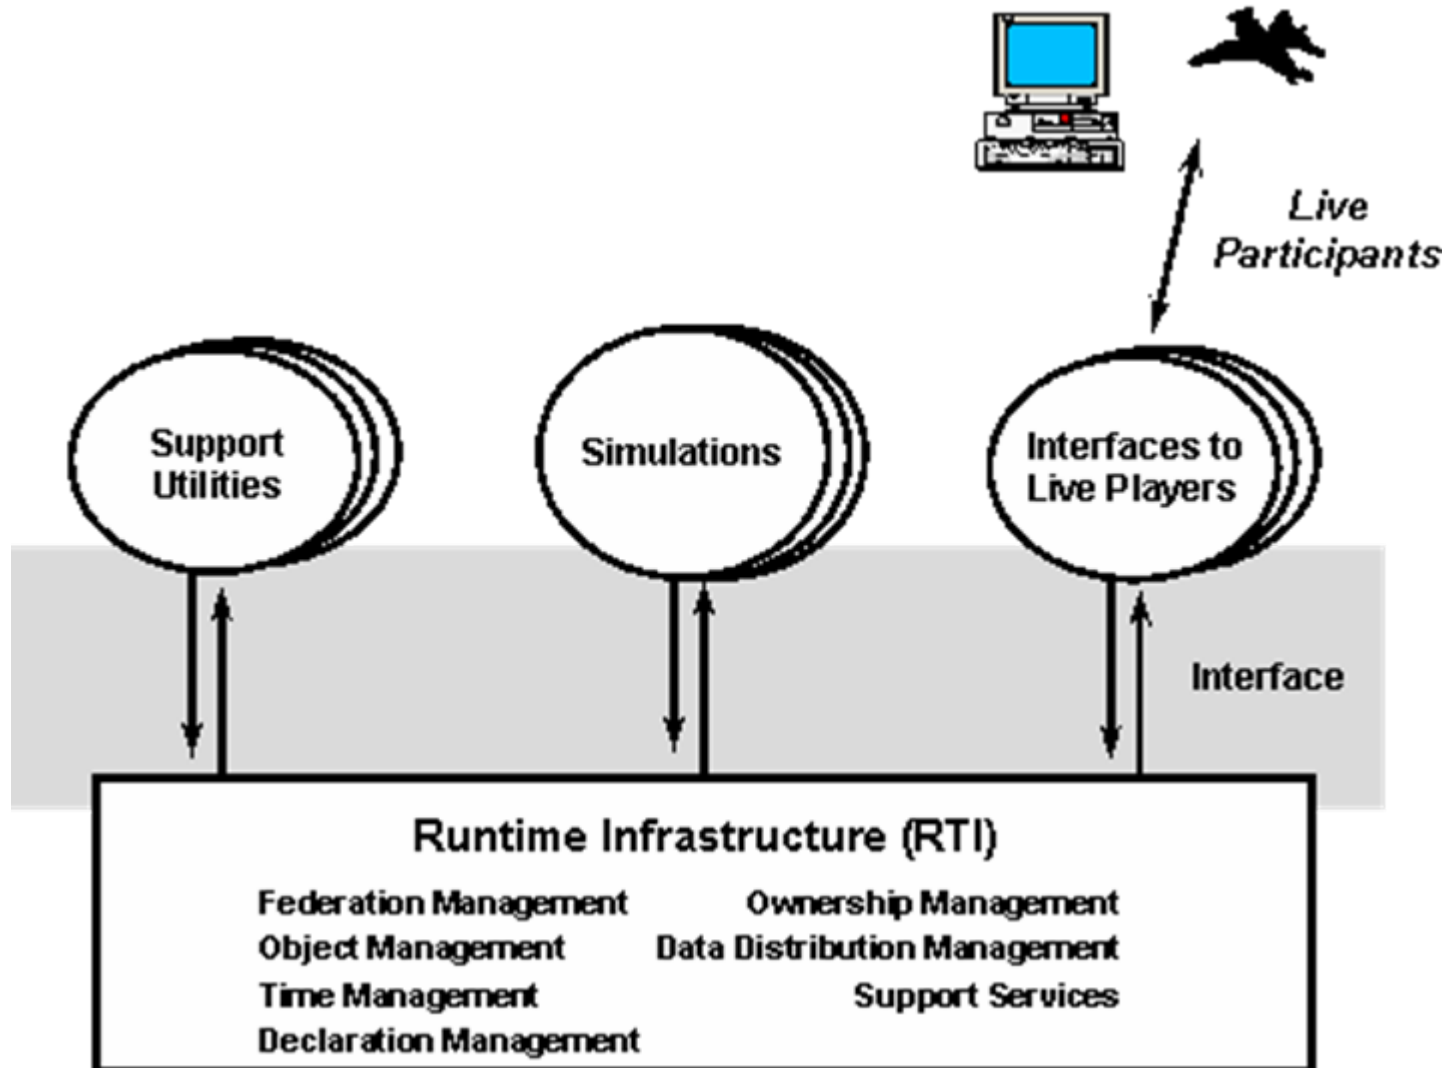 Live
Participants
Support
Utilities
Simulations
Interfaces to
Live Players
Interface
Runtime Infrastructure (RTI)
Federation Management
Ownership Management
Object Management
Data Distribution Management
Time Management
Support Services
Declaration Management